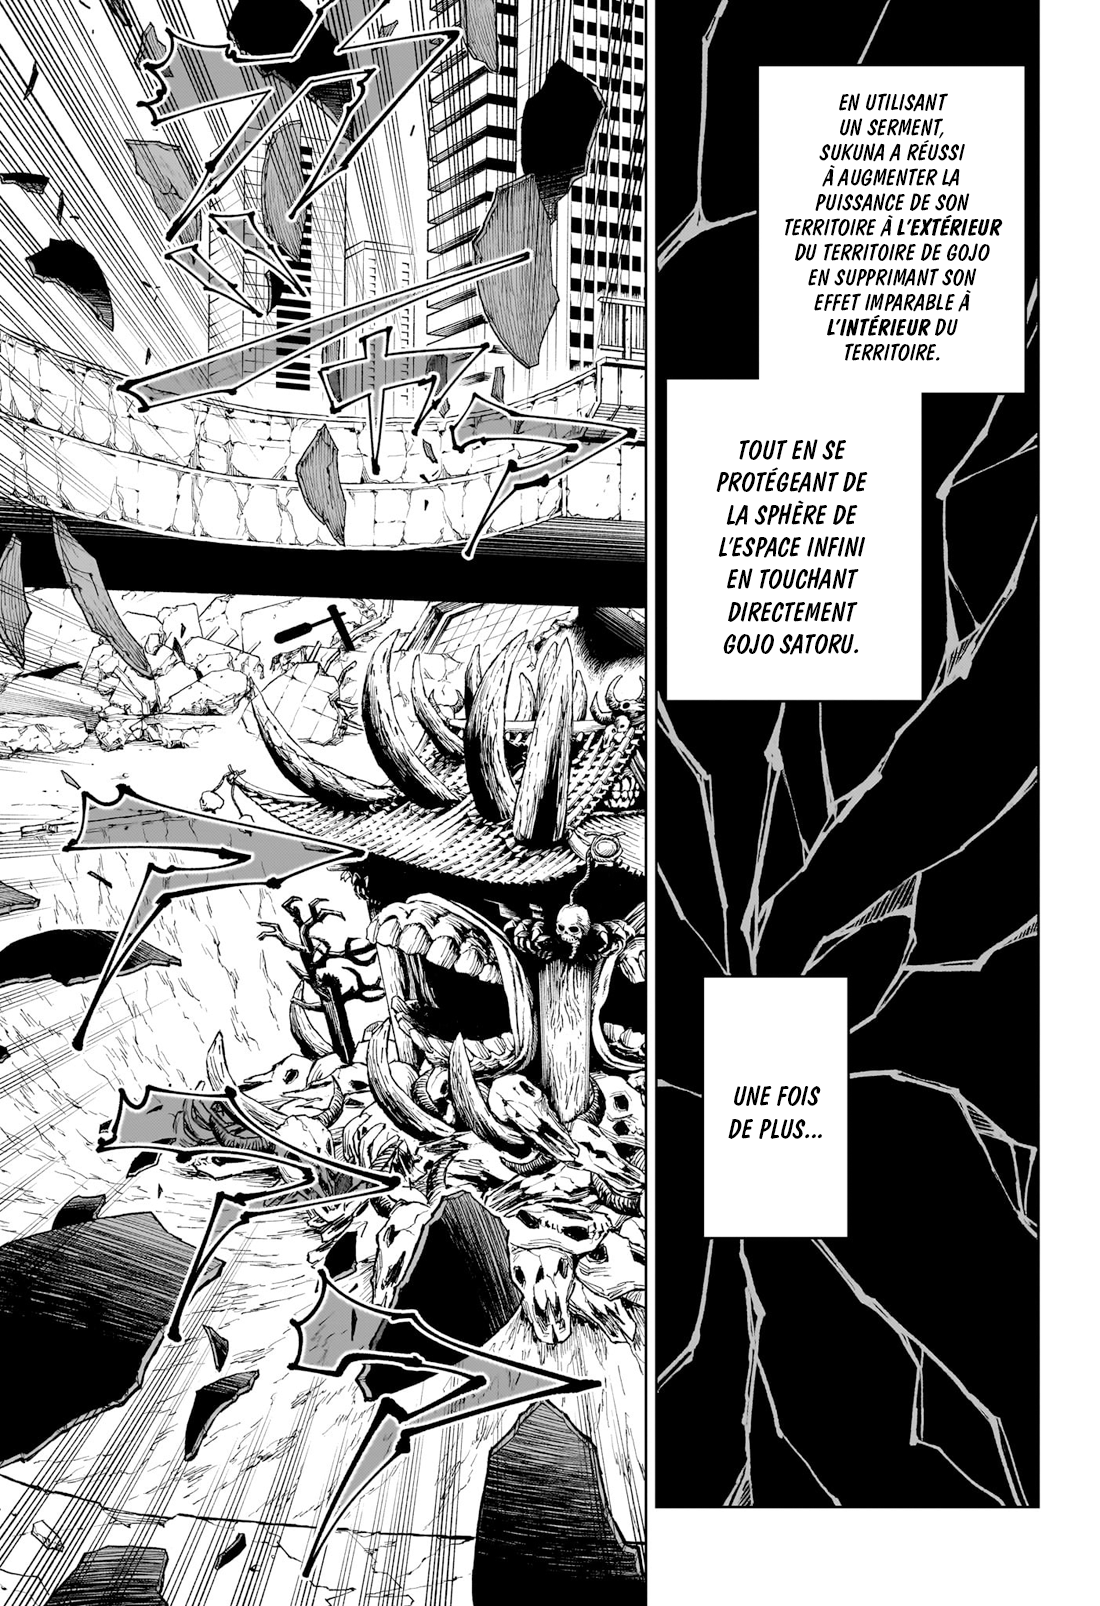 EN UTILISANT
UN SERMENT,
SUKUNA A RÉUSSI
À AUGMENTER LA
PUISSANCE DE SON
TERRITOIRE À L'EXTÉRIEUR
DU TERRITOIRE DE GOJO
EN SUPPRIMANT SON
EFFET IMPARABLE À
L'INTÉRIEUR DU
TERRITOIRE.
TOUT EN SE
PROTÉGEANT DE
LA SPHÈRE DE
L'ESPACE INFINI
EN TOUCHANT
DIRECTEMENT
GOJO SATORU.
UNE FOIS
DE PLUS...